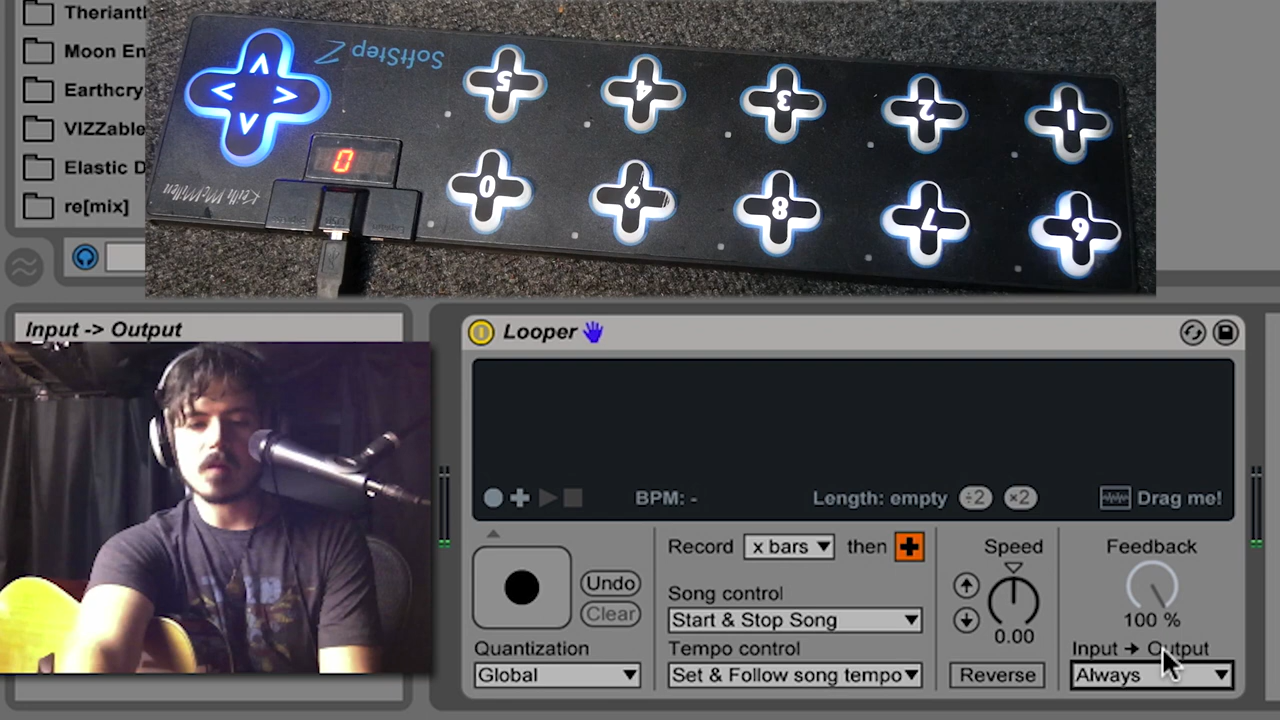 Therianth
Moon En
Earthcry
VIZZable
Elastic D
re[mix]
SoftStep 2
5
4
3
2
1
0
0
9
8
7
6
Keith McMillen
Input -> Output
Looper
BPM: -
Length: empty
÷2
×2
Drag me!
Record
x bars
then
Speed
Feedback
Undo
Clear
Song control
Start & Stop Song
0.00
100 %
Quantization
Tempo control
Input → Output
Global
Set & Follow song tempo
Reverse
Always